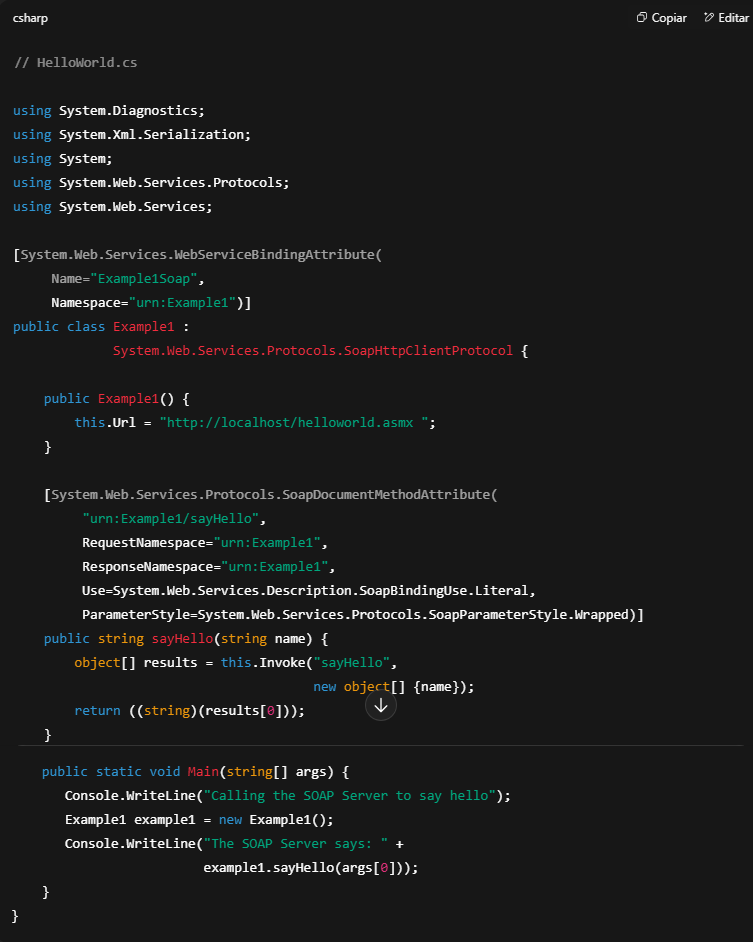 csharp
Copiar
Editar
// HelloWorld.cs
using System.Diagnostics;
using System.Xml.Serialization;
using System;
using System.Web.Services.Protocols;
using System.Web.Services;
[System.Web.Services.WebServiceBindingAttribute(
Name="Example1Soap",
Namespace="urn:Example1")]
public class Example1 :
System.Web.Services.Protocols.SoapHttpClientProtocol {
public Example1() {
this.Url = "http://localhost/helloworld.asmx ";
}
[System.Web.Services.Protocols.SoapDocumentMethodAttribute(
"urn:Example1/sayHello",
RequestNamespace="urn:Example1",
ResponseNamespace="urn:Example1",
Use=System.Web.Services.Description.SoapBindingUse.Literal,
ParameterStyle=System.Web.Services.Protocols.SoapParameterStyle.Wrapped)]
public string sayHello(string name) {
object[] results = this.Invoke("sayHello",
new object[] {name});
return ((string)(results[0]));
}
public static void Main(string[] args) {
Console.WriteLine("Calling the SOAP Server to say hello");
Example1 example1 = new Example1();
Console.WriteLine("The SOAP Server says: " +
example1.sayHello(args[0]));
}
}